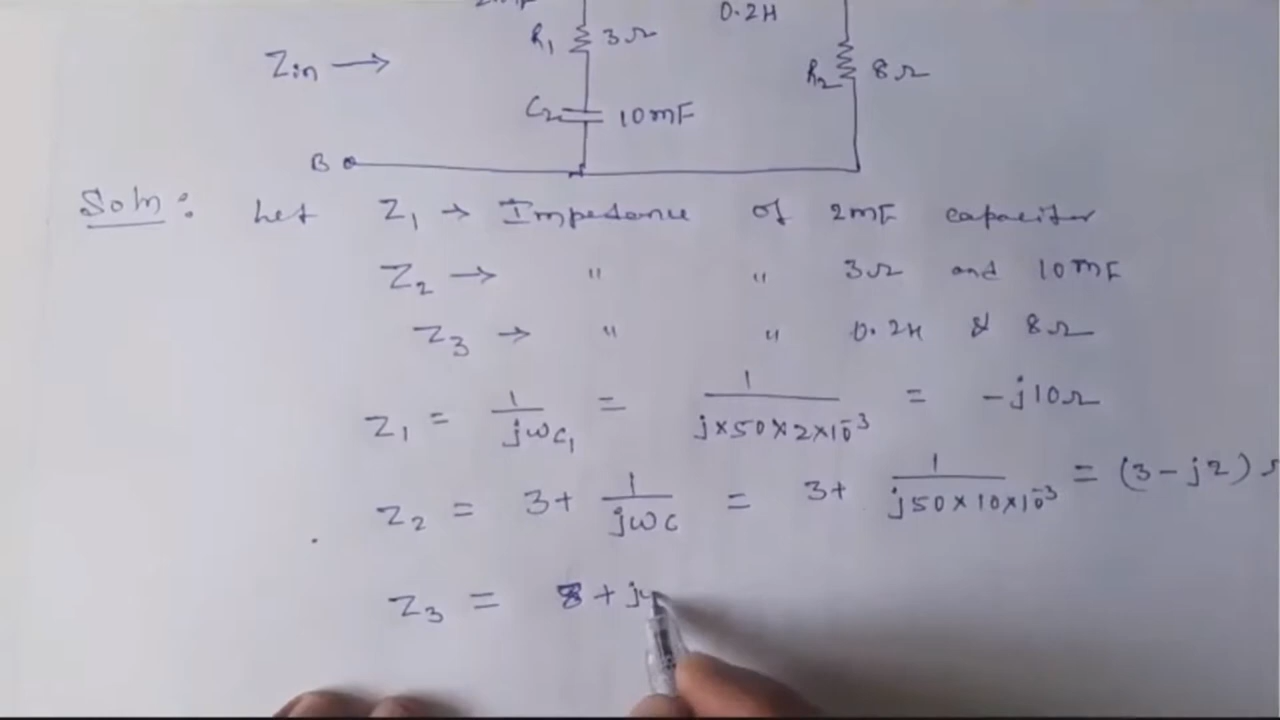 0.2H
R₁ 3Ω
Zin →
R₂ 8Ω
C₂ 10mF
B
Soln: Let Z₁ → Impedance of 2mF capacitor
Z₂ → " " 3Ω and 10mF
Z₃ → " " 0.2H & 8Ω
Z₁ = 1/jωC₁ = 1/j×50×2×10⁻³ = -j10Ω
Z₂ = 3+ 1/jωC = 3+ 1/j50×10×10⁻³ = (3-j2)
Z₃ = 8+j